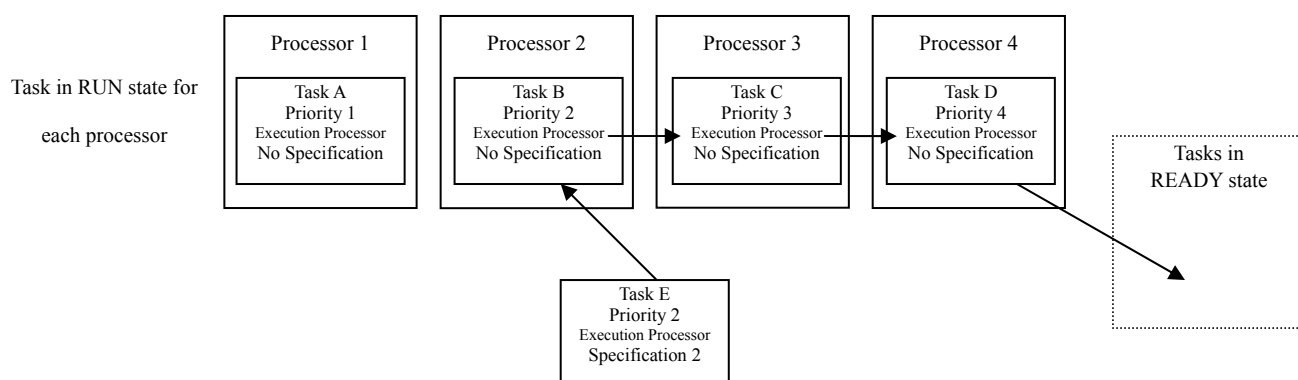 Processor 1
Processor 2
Processor 3
Processor 4
Task in RUN state for
each processor
Task A
Priority 1
Execution Processor
No Specification
Task B
Priority 2
Execution Processor
No Specification
Task C
Priority 3
Execution Processor
No Specification
Task D
Priority 4
Execution Processor
No Specification
Tasks in
READY state
Task E
Priority 2
Execution Processor
Specification 2